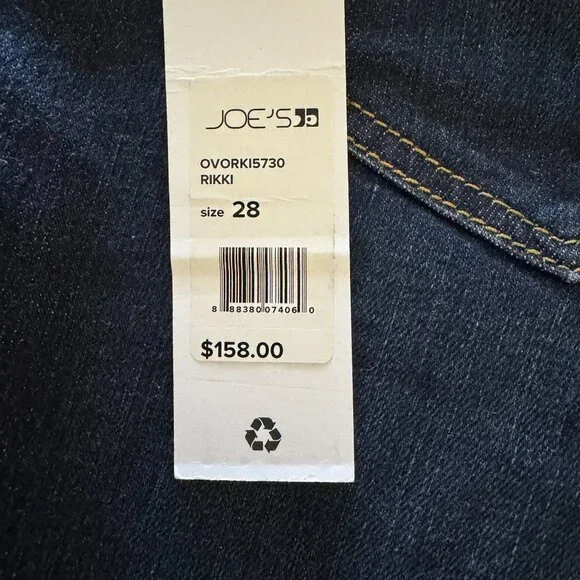 JOE'S
OVORKI5730
RIKKI
size 28
8 88380 07406 0
$158.00